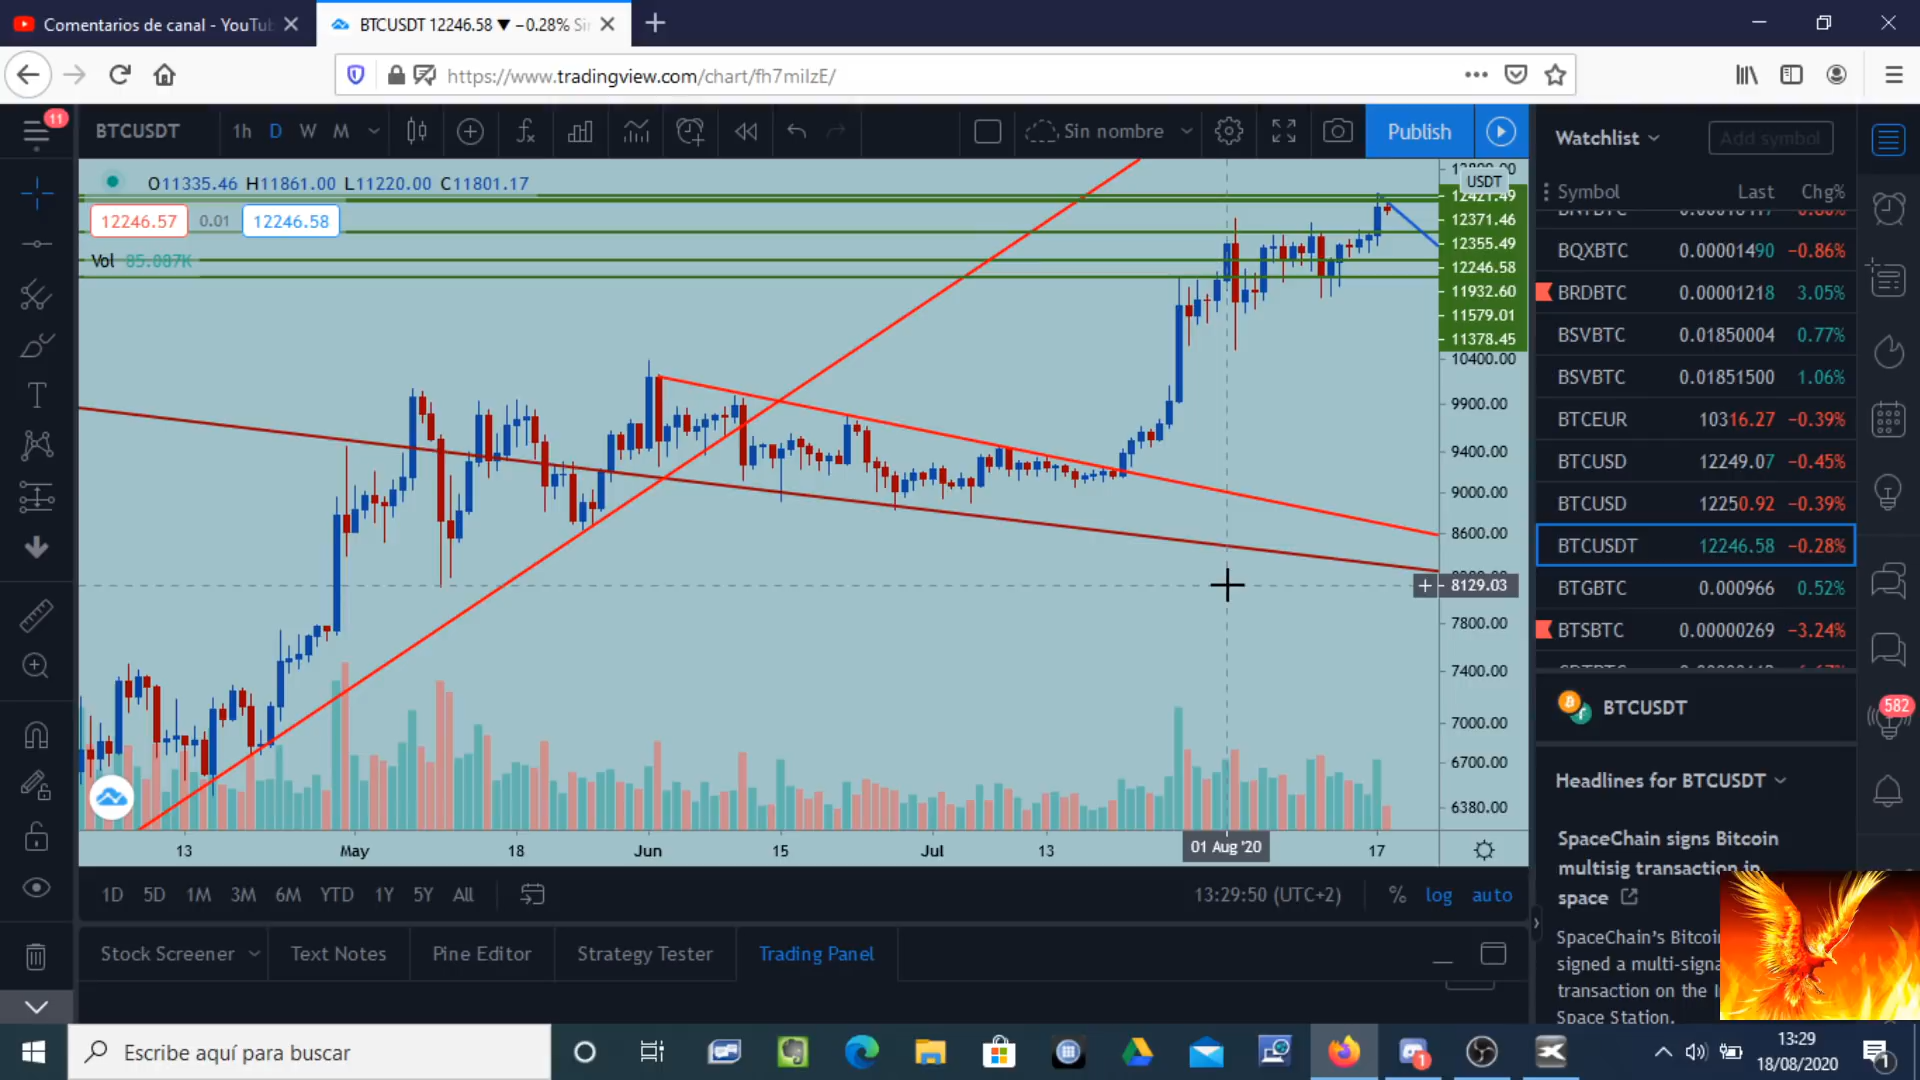 Comentarios de canal - YouTub
BTCUSDT 12246.58 ▼ −0.28% Si
https://www.tradingview.com/chart/fh7milzE/
11
BTCUSDT
1h D W M
Sin nombre
Publish
O11335.46 H11861.00 L11220.00 C11801.17
12246.57 0.01 12246.58
Vol 85.087K
USDT
12421.49
12371.46
12355.49
12246.58
11932.60
11579.01
11378.45
10400.00
9900.00
9400.00
9000.00
8600.00
8129.03
7800.00
7400.00
7000.00
6700.00
6380.00
13 May 18 Jun 15 Jul 13 01 Aug '20 17
1D 5D 1M 3M 6M YTD 1Y 5Y All
13:29:50 (UTC+2) % log auto
Stock Screener Text Notes Pine Editor Strategy Tester Trading Panel
Watchlist Add symbol
Symbol Last Chg%
BQXBTC 0.00001490 −0.86%
BRDBTC 0.00001218 3.05%
BSVBTC 0.01850004 0.77%
BSVBTC 0.01851500 1.06%
BTCEUR 10316.27 −0.39%
BTCUSD 12249.07 −0.45%
BTCUSD 12250.92 −0.39%
BTCUSDT 12246.58 −0.28%
BTGBTC 0.000966 0.52%
BTSBTC 0.00000269 −3.24%
BTCUSDT
582
Headlines for BTCUSDT
SpaceChain signs Bitcoin
multisig transaction in
space
SpaceChain's Bitcoi
signed a multi-signa
transaction on the I
Space Station.
Escribe aquí para buscar
1
13:29
18/08/2020
1